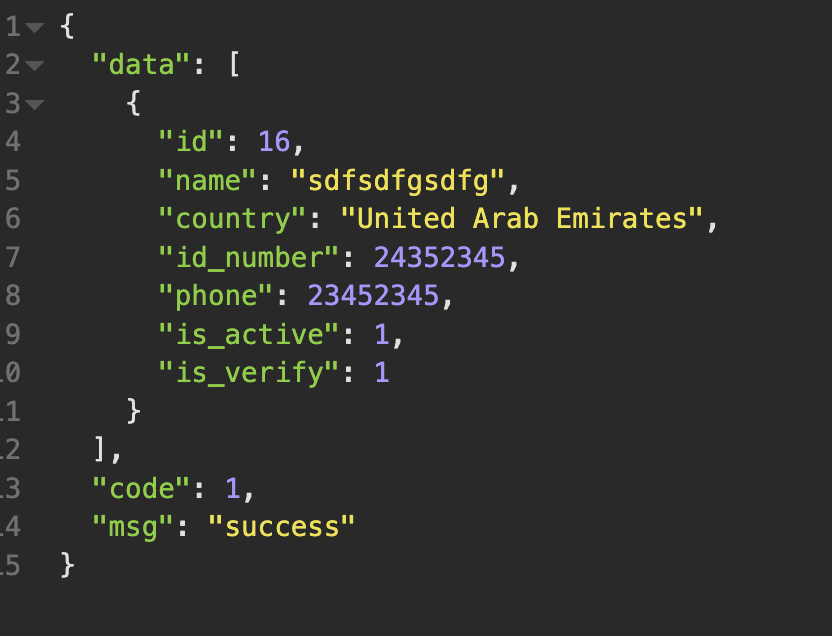 1 {
2 "data": [
3 {
4 "id": 16,
5 "name": "sdfsdfgsdfg",
6 "country": "United Arab Emirates",
7 "id_number": 24352345,
8 "phone": 23452345,
9 "is_active": 1,
10 "is_verify": 1
11 }
12 ],
13 "code": 1,
14 "msg": "success"
15 }